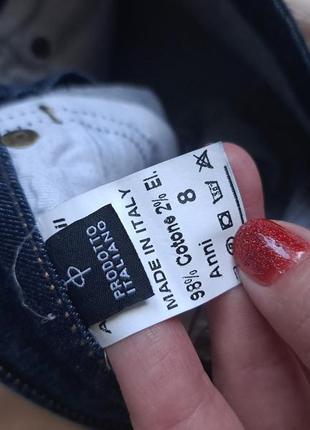 PRODOTTO
ITALIANO
MADE IN ITALY
98% Cotone 2% El.
8
Anni